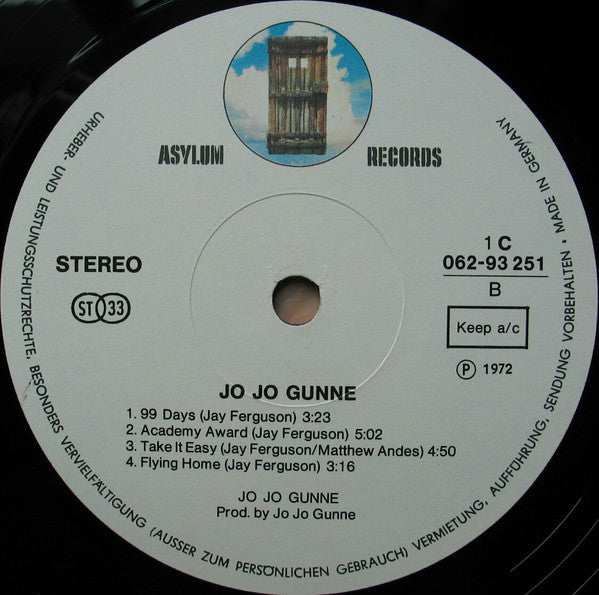 ASYLUM RECORDS
URHEBER- UND LEISTUNGSSCHUTZRECHTE, BESONDERS VERVIELFÄLTIGUNG (AUSSER ZUM PERSÖNLICHEN GEBRAUCH) VERMIETUNG, AUFFÜHRUNG, SENDUNG VORBEHALTEN • MADE IN GERMANY
STEREO
ST 33
1 C
062-93 251
B
Keep a/c
Ⓟ 1972
JO JO GUNNE
1. 99 Days (Jay Ferguson) 3:23
2. Academy Award (Jay Ferguson) 5:02
3. Take It Easy (Jay Ferguson/Matthew Andes) 4:50
4. Flying Home (Jay Ferguson) 3:16
JO JO GUNNE
Prod. by Jo Jo Gunne